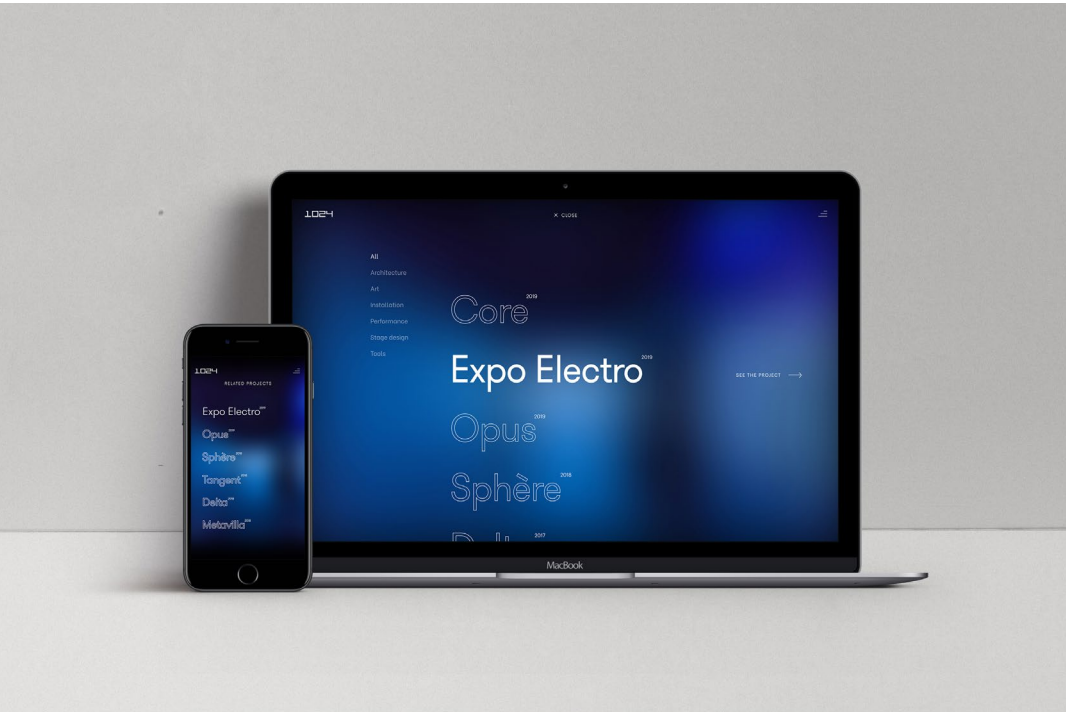 1024
× CLOSE
All
Architecture
Art
Installation
Performance
Stage design
Tools
Core 2019
Expo Electro 2019
SEE THE PROJECT →
Opus 2019
Sphère 2018
2017
MacBook
1024
RELATED PROJECTS
Expo Electro
Opus
Sphère
Tangent
Delta
Metavilla